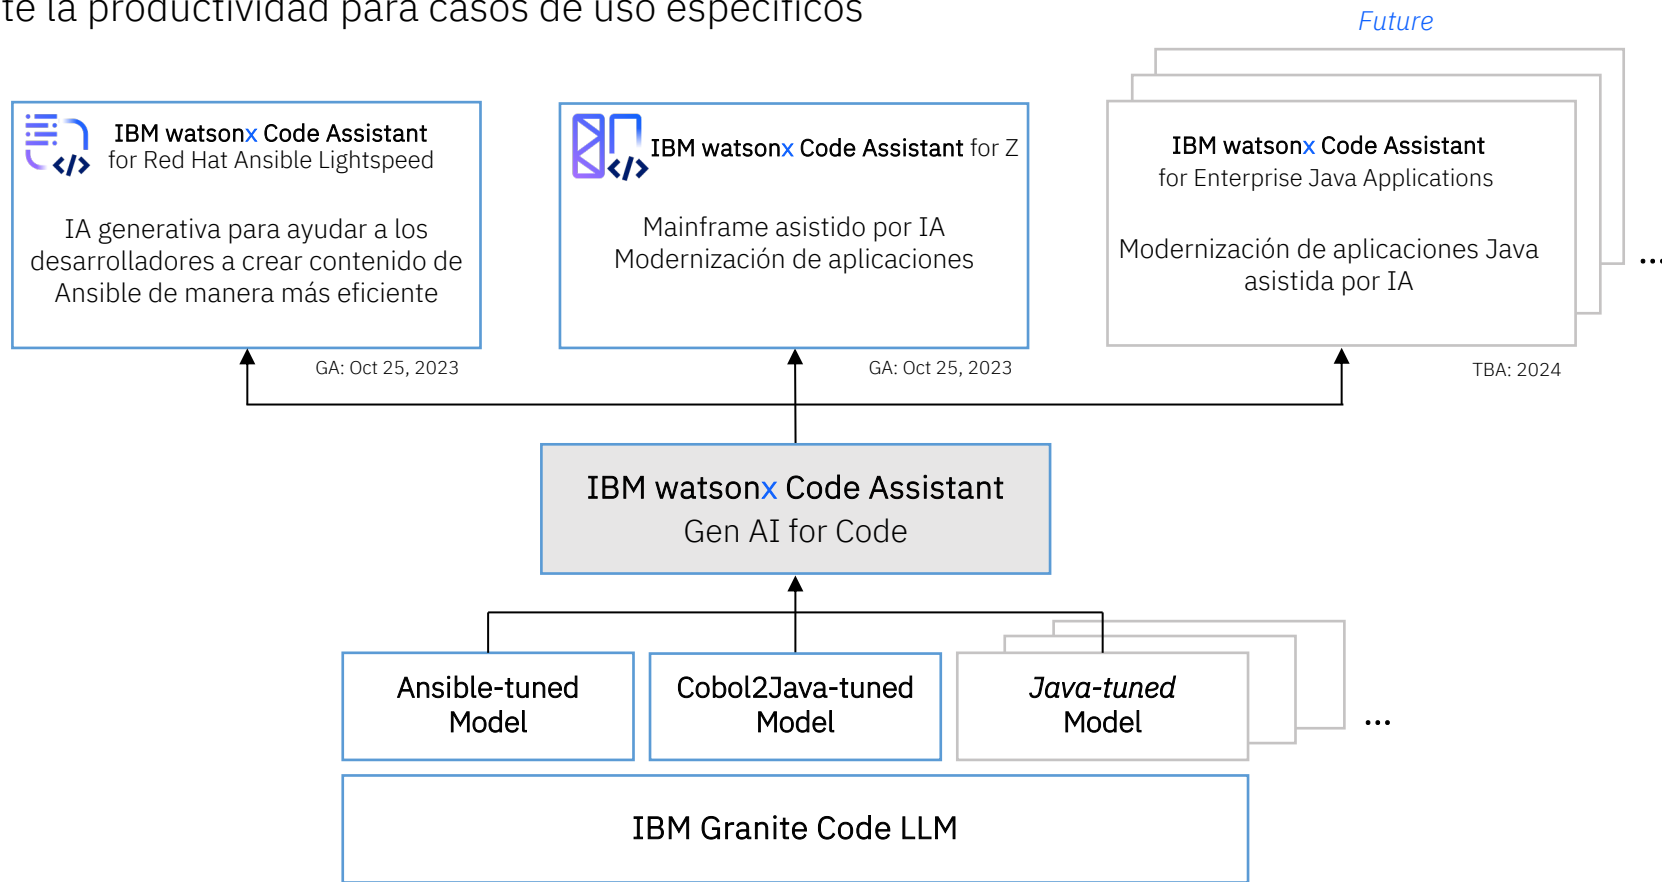 te la productividad para casos de uso específicos
Future
IBM watsonx Code Assistant
for Red Hat Ansible Lightspeed
IA generativa para ayudar a los
desarrolladores a crear contenido de
Ansible de manera más eficiente
GA: Oct 25, 2023
IBM watsonx Code Assistant for Z
Mainframe asistido por IA
Modernización de aplicaciones
GA: Oct 25, 2023
IBM watsonx Code Assistant
for Enterprise Java Applications
Modernización de aplicaciones Java
asistida por IA
...
TBA: 2024
IBM watsonx Code Assistant
Gen AI for Code
Ansible-tuned
Model
Cobol2Java-tuned
Model
Java-tuned
Model
...
IBM Granite Code LLM